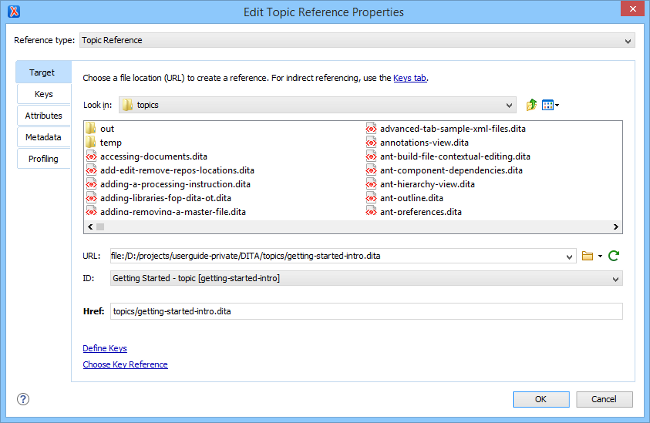 Edit Topic Reference Properties
Reference type: Topic Reference
Target
Keys
Attributes
Metadata
Profiling
Choose a file location (URL) to create a reference. For indirect referencing, use the Keys tab.
Look in: topics
out
temp
accessing-documents.dita
add-edit-remove-repos-locations.dita
adding-a-processing-instruction.dita
adding-libraries-fop-dita-ot.dita
adding-removing-a-master-file.dita
advanced-tab-sample-xml-files.dita
annotations-view.dita
ant-build-file-contextual-editing.dita
ant-component-dependencies.dita
ant-hierarchy-view.dita
ant-outline.dita
ant-preferences.dita
URL: file:/D:/projects/userguide-private/DITA/topics/getting-started-intro.dita
ID: Getting Started - topic [getting-started-intro]
Href: topics/getting-started-intro.dita
Define Keys
Choose Key Reference
? OK Cancel